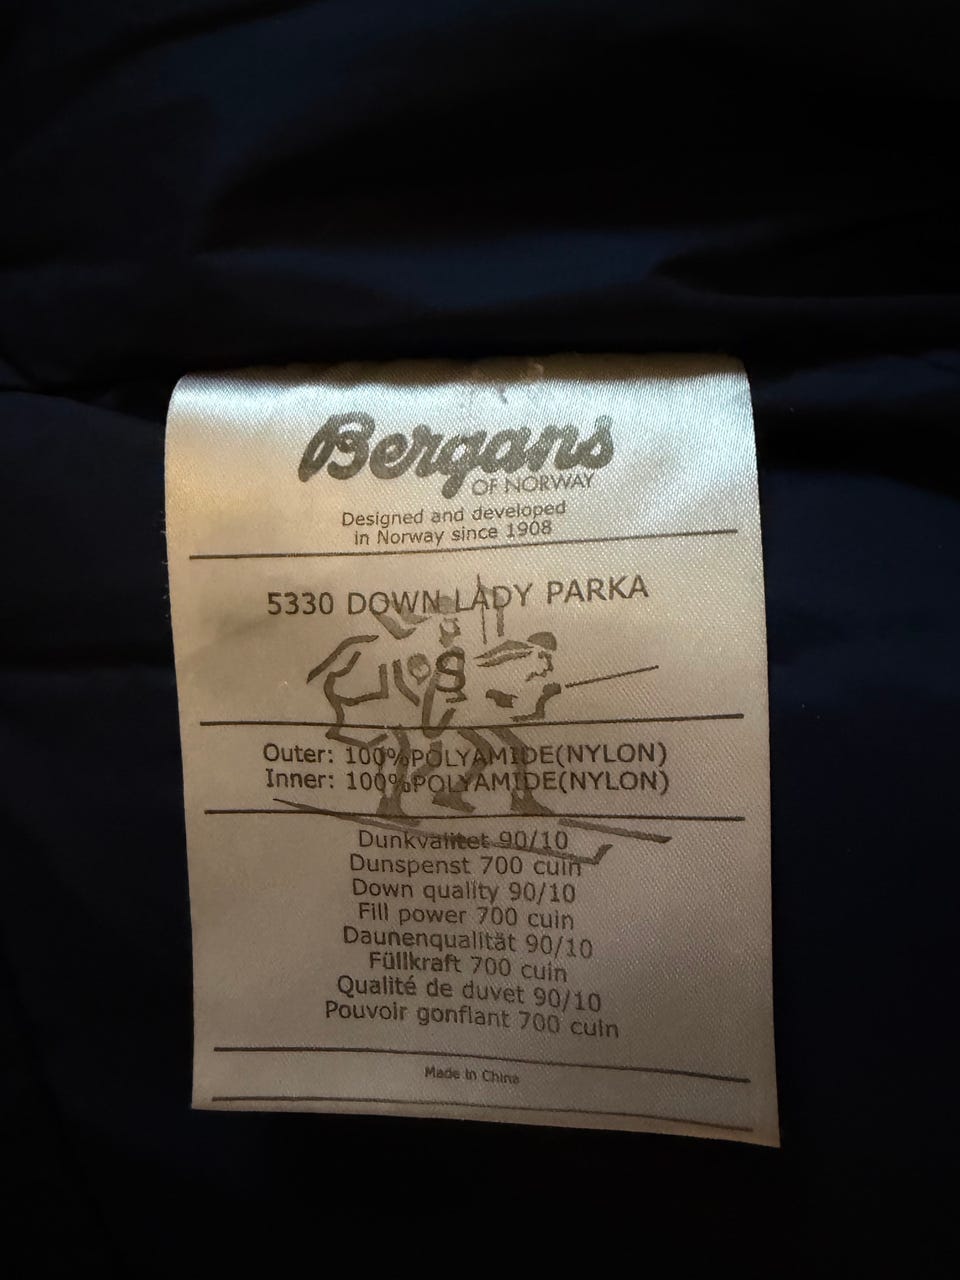 Bergans
OF NORWAY
Designed and developed
in Norway since 1908
5330 DOWN LADY PARKA
Outer: 100%POLYAMIDE(NYLON)
Inner: 100%POLYAMIDE(NYLON)
Dunkvalitet 90/10
Dunspenst 700 cuin
Down quality 90/10
Fill power 700 cuin
Daunenqualität 90/10
Füllkraft 700 cuin
Qualité de duvet 90/10
Pouvoir gonflant 700 cuin
Made in China